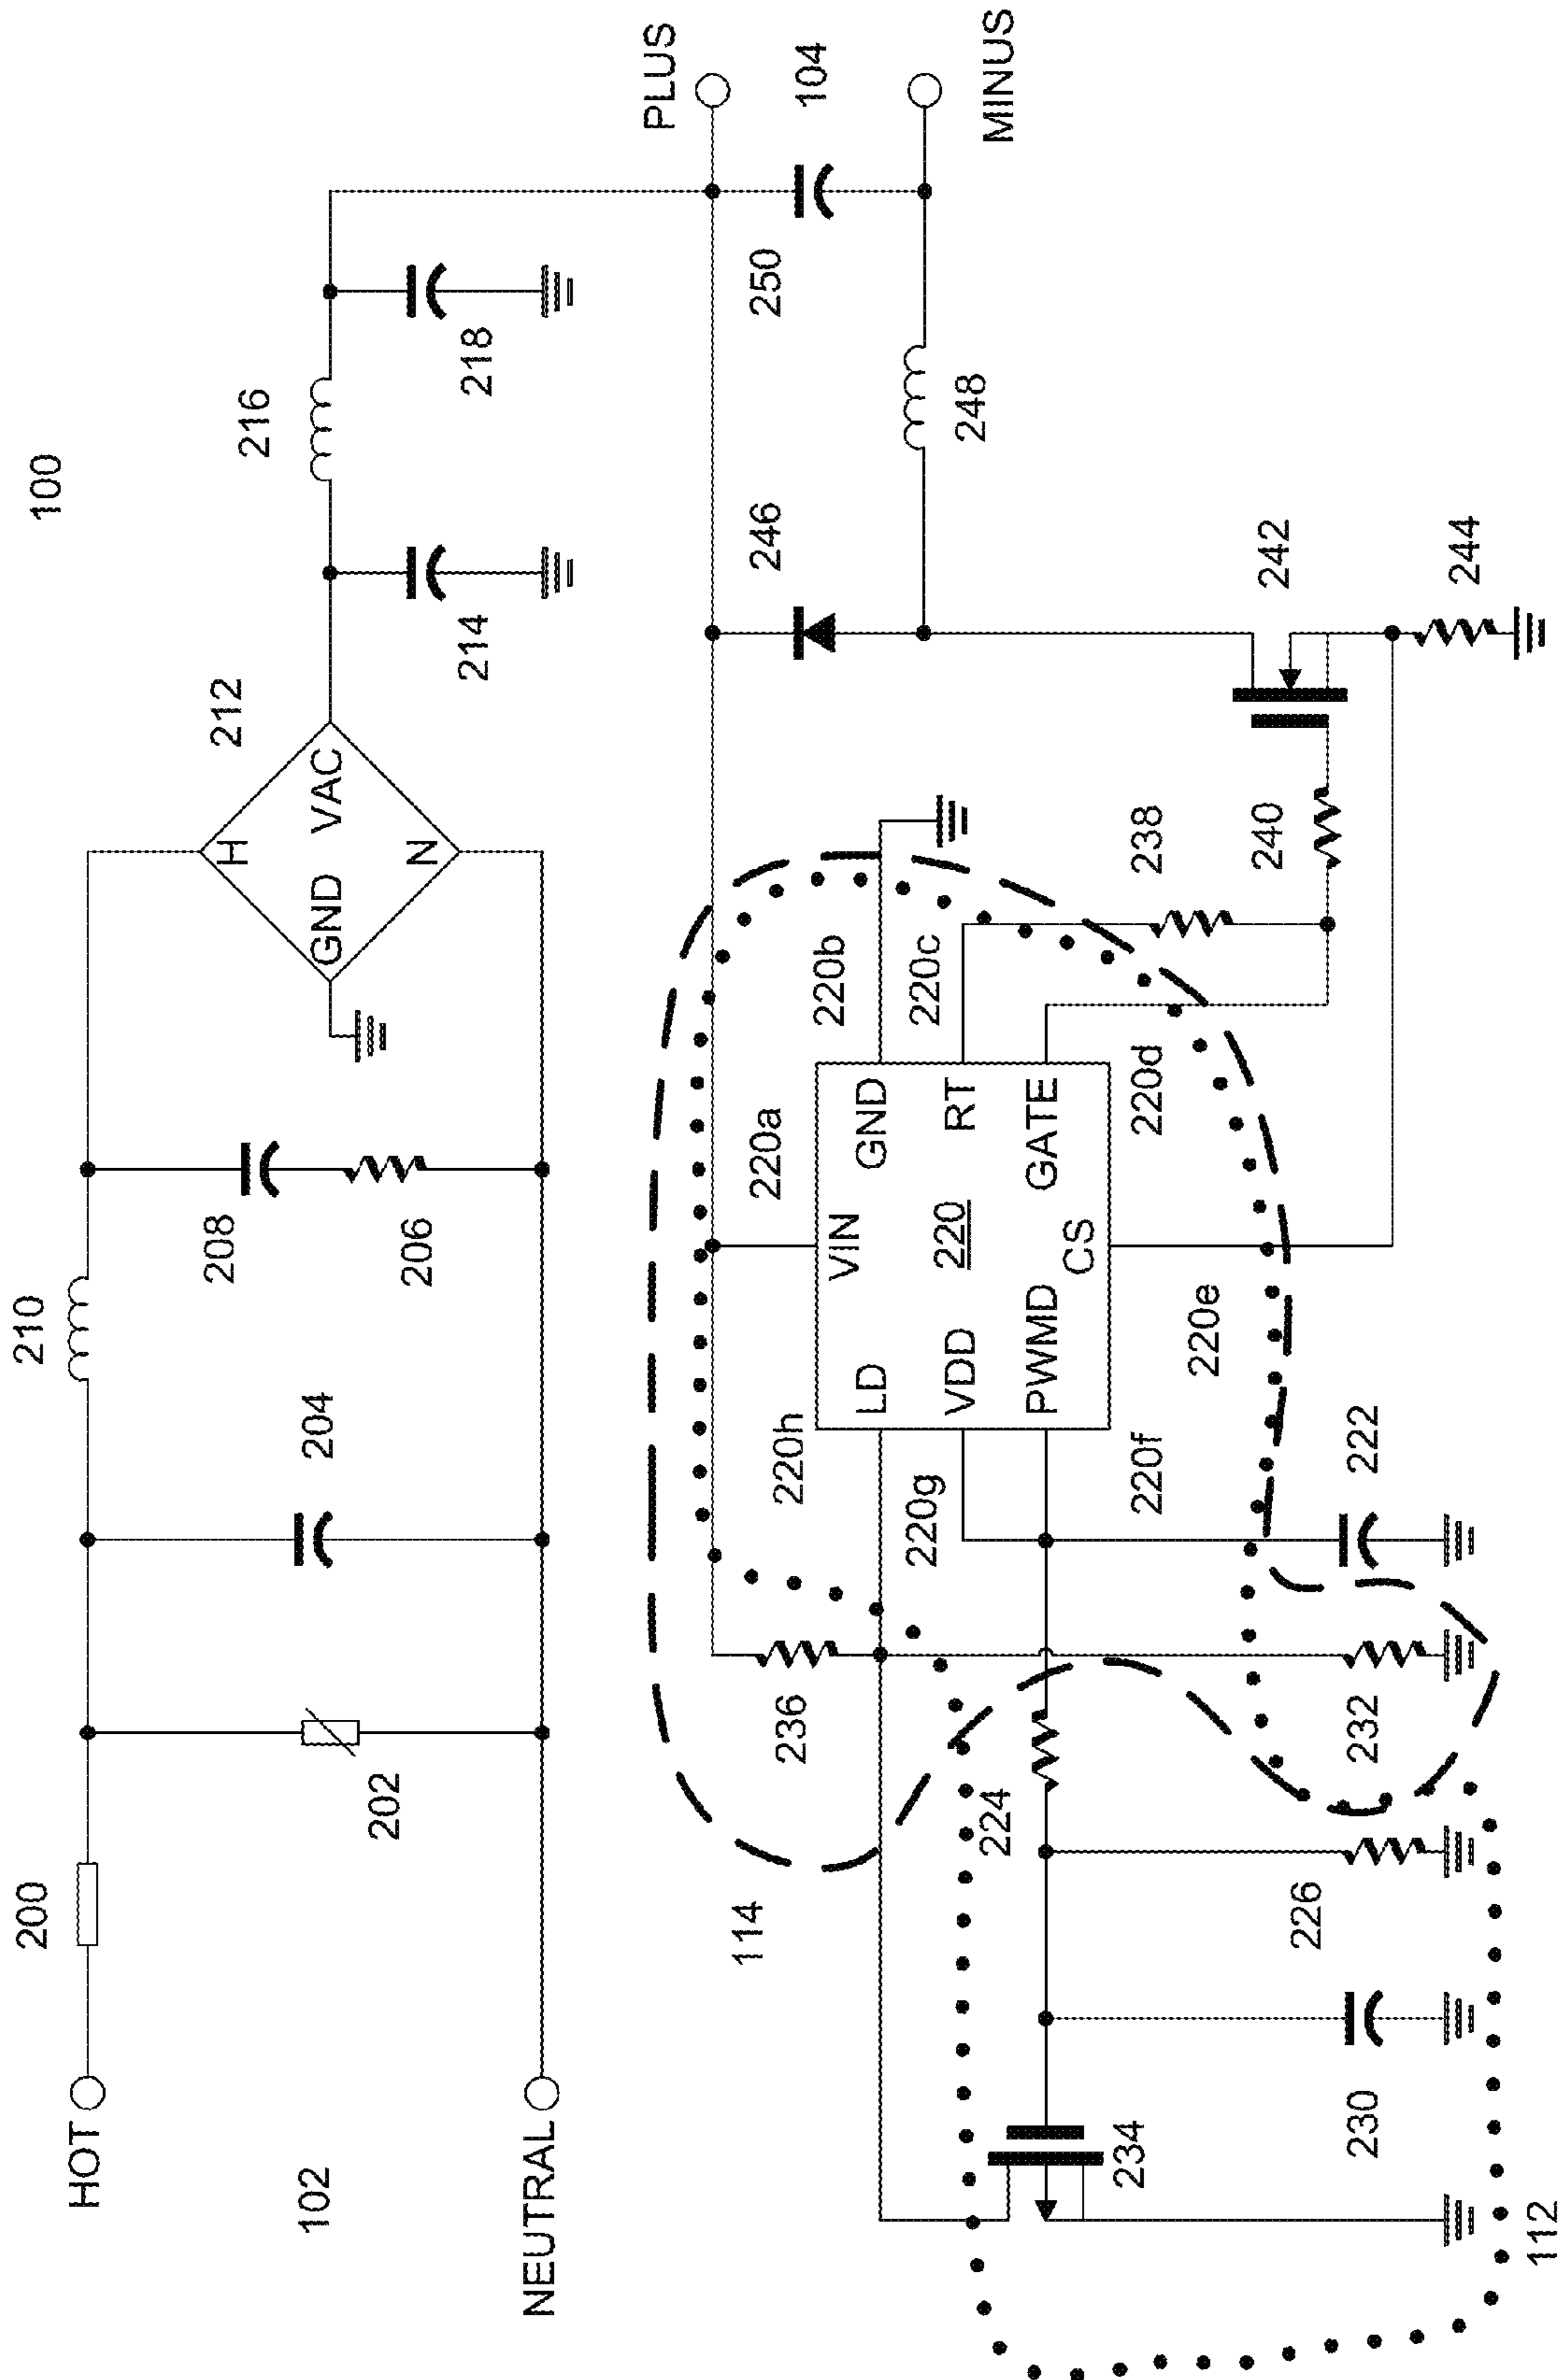 100
HOT
200
210
102
NEUTRAL
202
204
208
206
H
GND VAC
N
212
214
216
218
PLUS
104
MINUS
250
248
246
242
244
238
240
114
236
220h
220a
220b
220c
220d
220e
220f
220g
VIN
LD
GND
VDD
220
RT
PWMD
GATE
CS
224
222
232
226
230
234
112